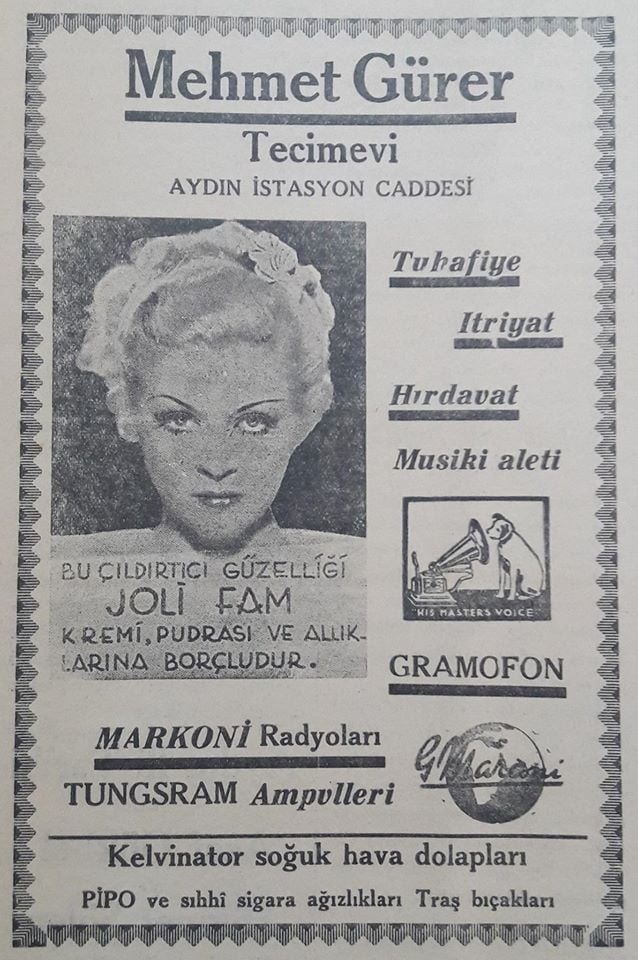 Mehmet Gürer
Tecimevi
AYDIN İSTASYON CADDESİ
Tuhafiye
Itriyat
Hırdavat
Musiki aleti
"HIS MASTERS VOICE"
GRAMOFON
BU ÇILDIRTICI GÜZELLİĞİ
JOLİ FAM
KREMİ, PUDRASI VE ALLIK-
LARINA BORÇLUDUR.
MARKONİ Radyoları
G Marconi
TUNGSRAM Ampulleri
Kelvinator soğuk hava dolapları
PİPO ve sıhhî sigara ağızlıkları Traş bıçakları